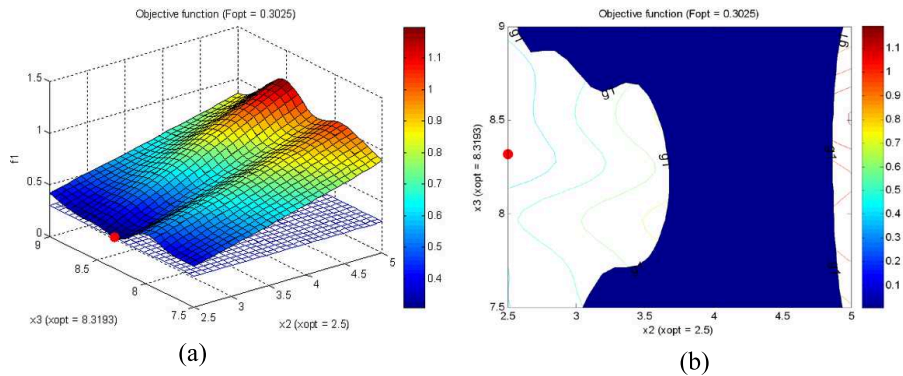 Objective function (Fopt = 0.3025)
1.5
1
0.5
0
f1
9
8.5
8
7.5
x3 (xopt = 8.3193)
2.5
3
3.5
4
4.5
5
x2 (xopt = 2.5)
1.1
1
0.9
0.8
0.7
0.6
0.5
0.4
(a)
Objective function (Fopt = 0.3025)
9
8.5
8
7.5
x3 (xopt = 8.3193)
g1
g1
g1
g1
g1
g1
g1
2.5
3
3.5
4
4.5
5
x2 (xopt = 2.5)
1.1
1
0.9
0.8
0.7
0.6
0.5
0.4
0.3
0.2
0.1
(b)